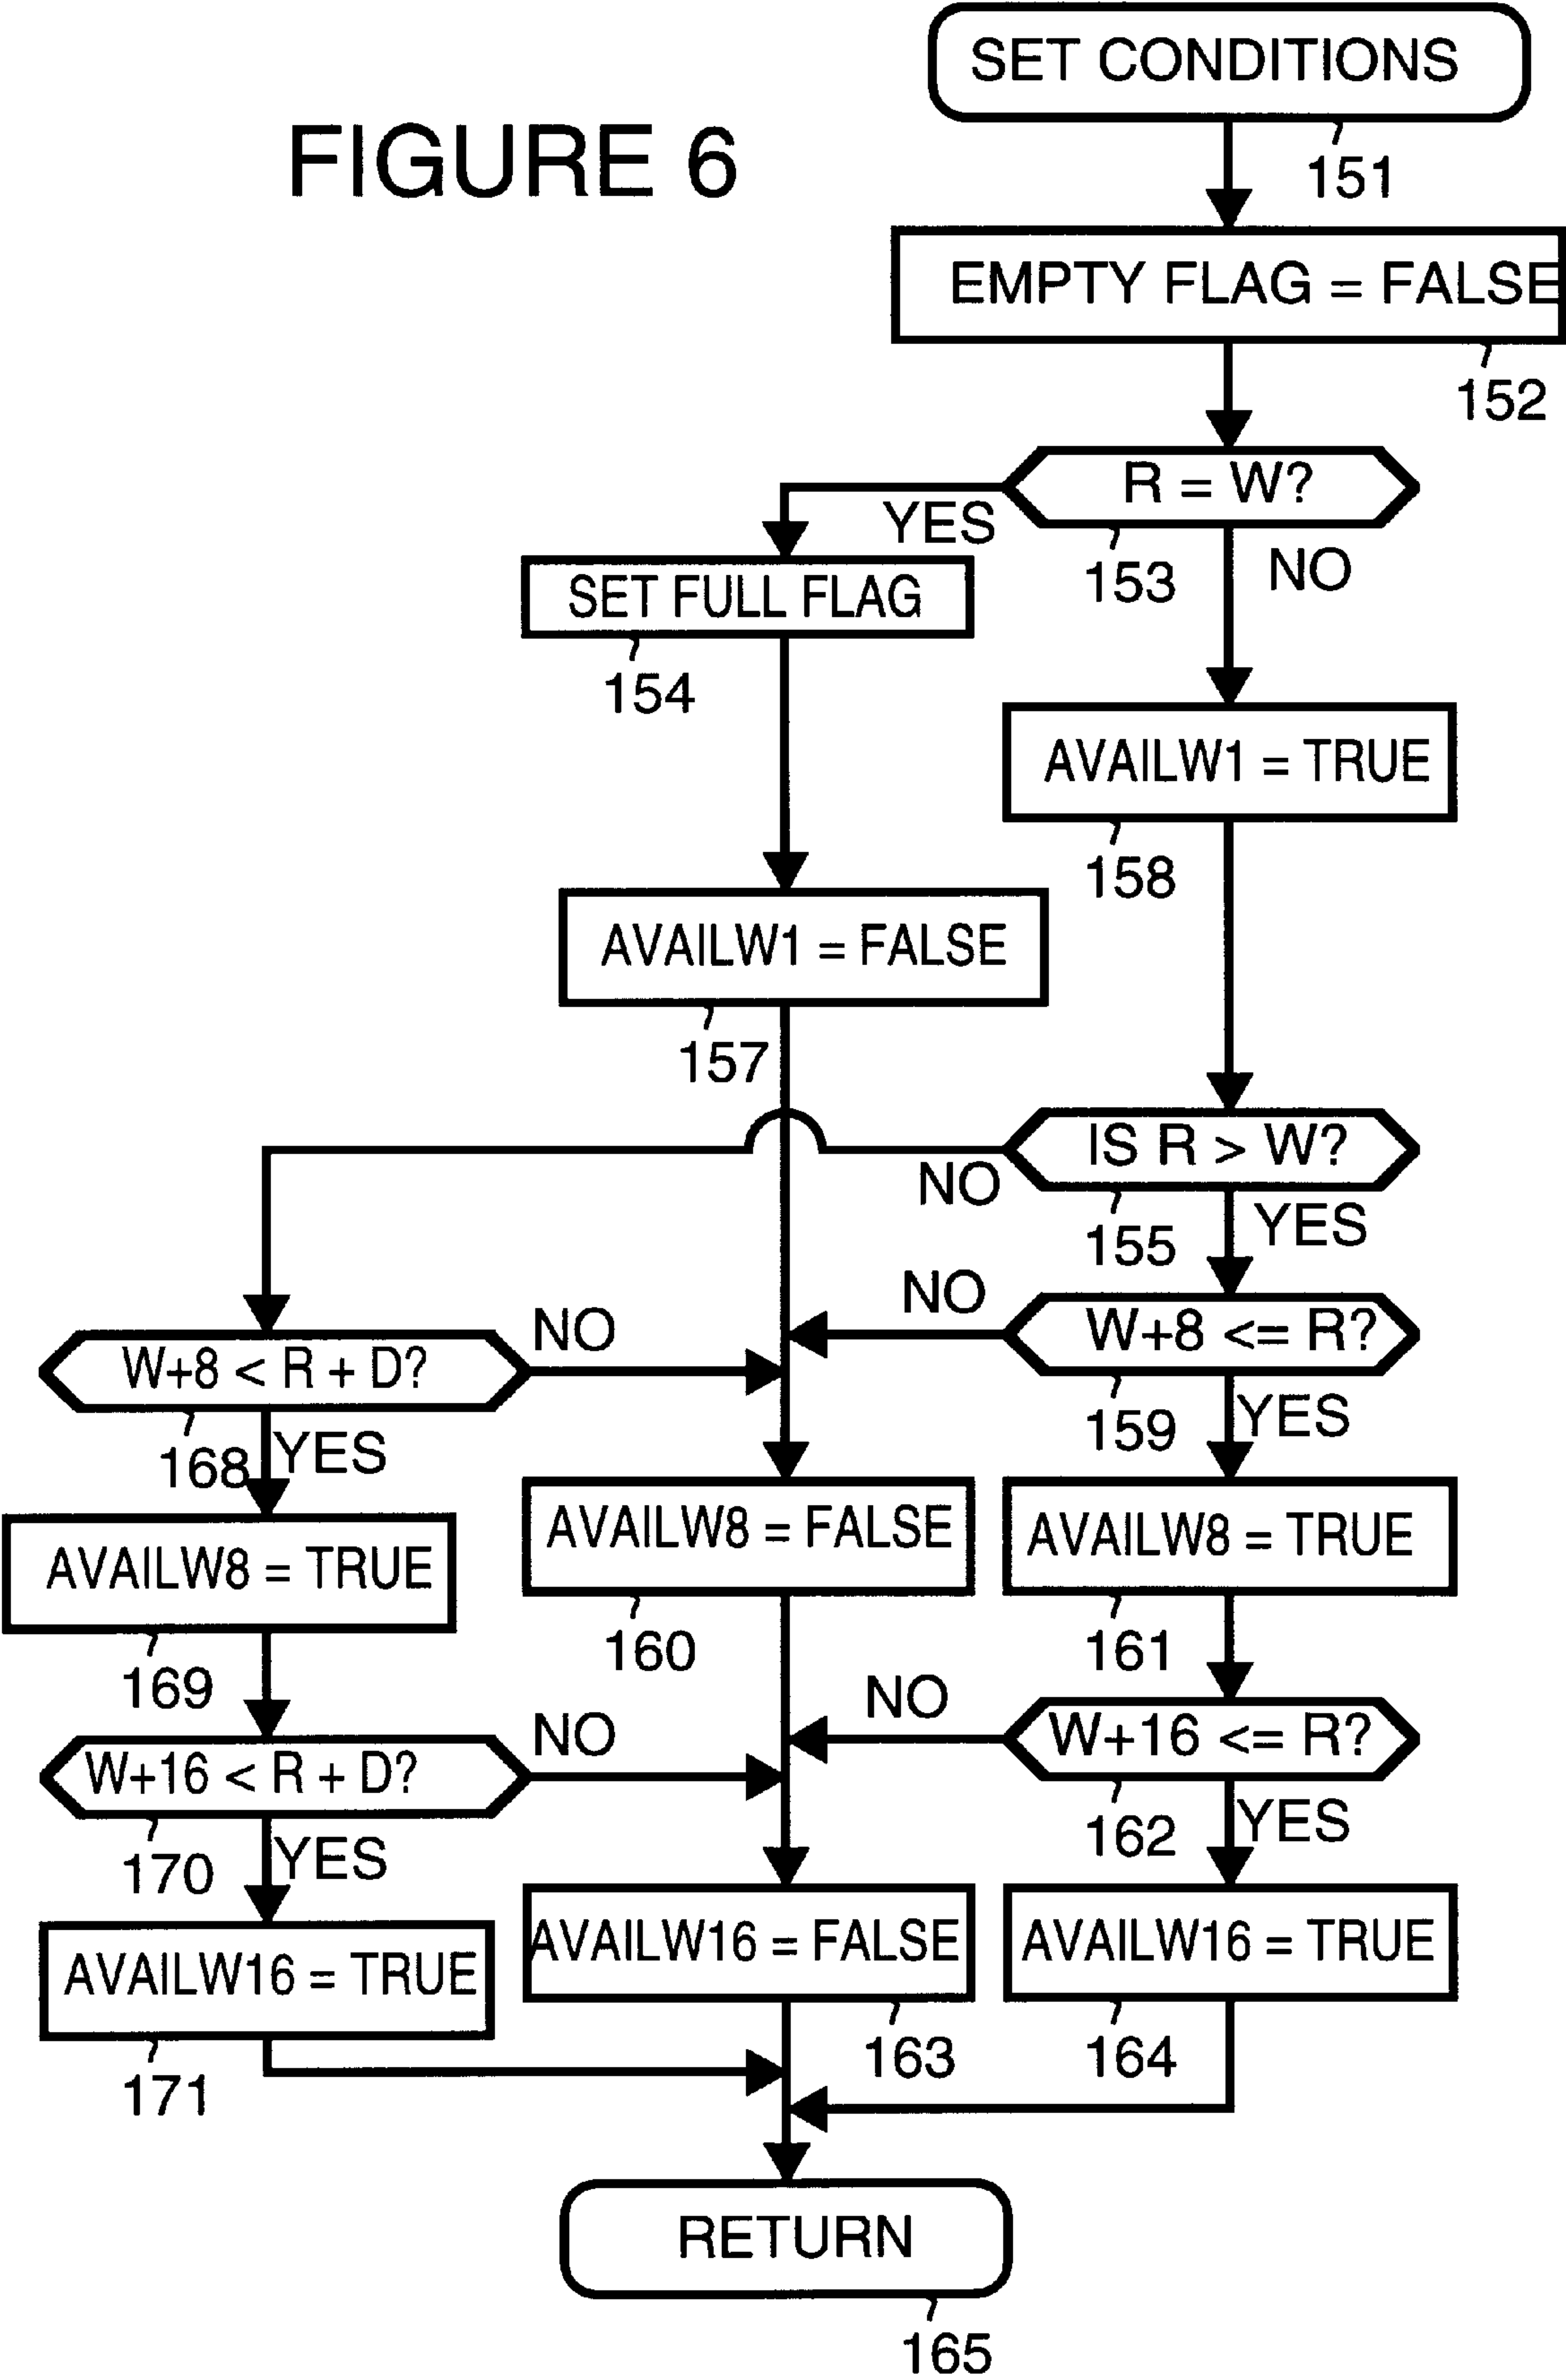 SET CONDITIONS
FIGURE 6
151
EMPTY FLAG = FALSE
152
R = W?
YES
153
NO
SET FULL FLAG
154
AVAILW1 = TRUE
158
AVAILW1 = FALSE
157
IS R > W?
NO
155
YES
NO
W+8 <= R?
NO
W+8 < R + D?
159
YES
168
YES
AVAILW8 = FALSE
AVAILW8 = TRUE
AVAILW8 = TRUE
160
161
169
NO
NO
W+16 <= R?
W+16 < R + D?
162
YES
170
YES
AVAILW16 = FALSE
AVAILW16 = TRUE
AVAILW16 = TRUE
163
164
171
RETURN
165